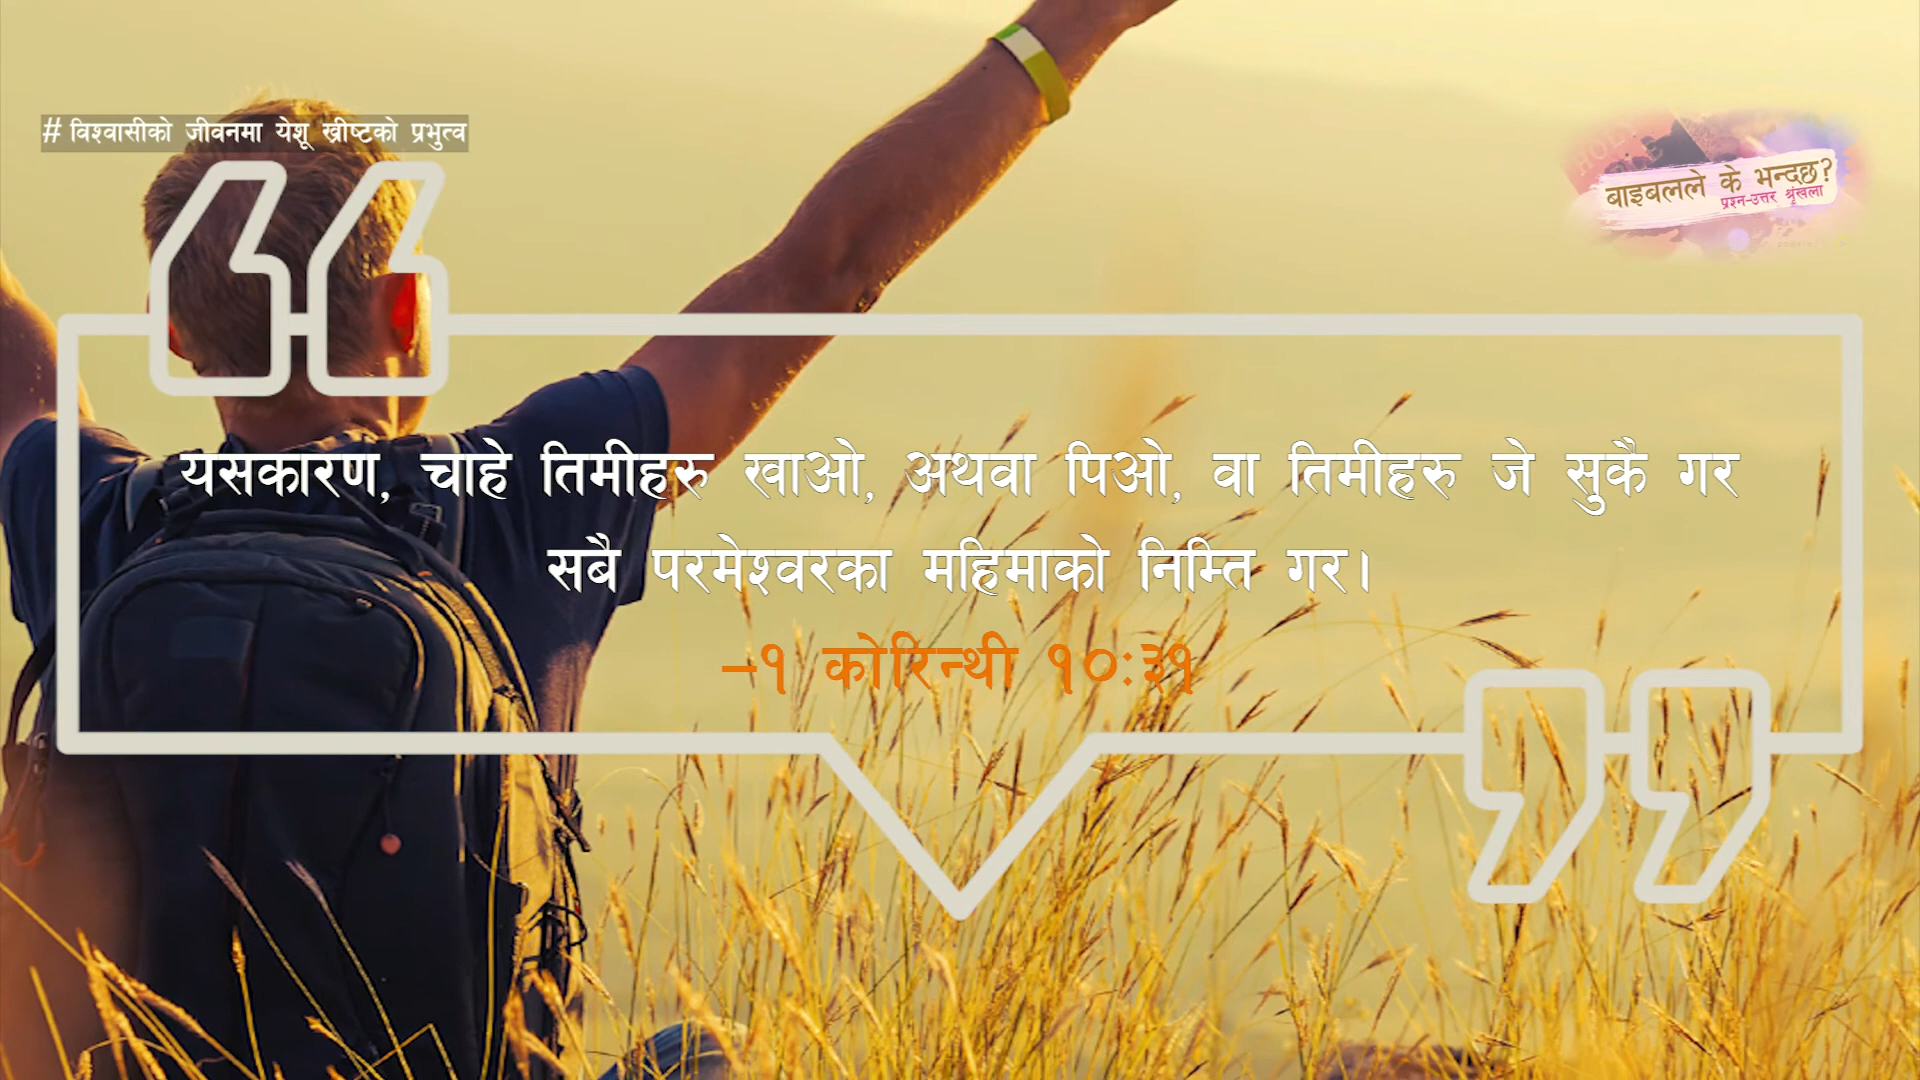 # विश्वासीको जीवनमा येशू ख्रीष्टको प्रभुत्व
बाइबलले के भन्दछ?
प्रश्न-उत्तर श्रृंखला
यसकारण, चाहे तिमीहरु खाओ, अथवा पिओ, वा तिमीहरु जे सुकै गर
सबै परमेश्वरका महिमाको निम्ति गर।
–१ कोरिन्थी १०:३१